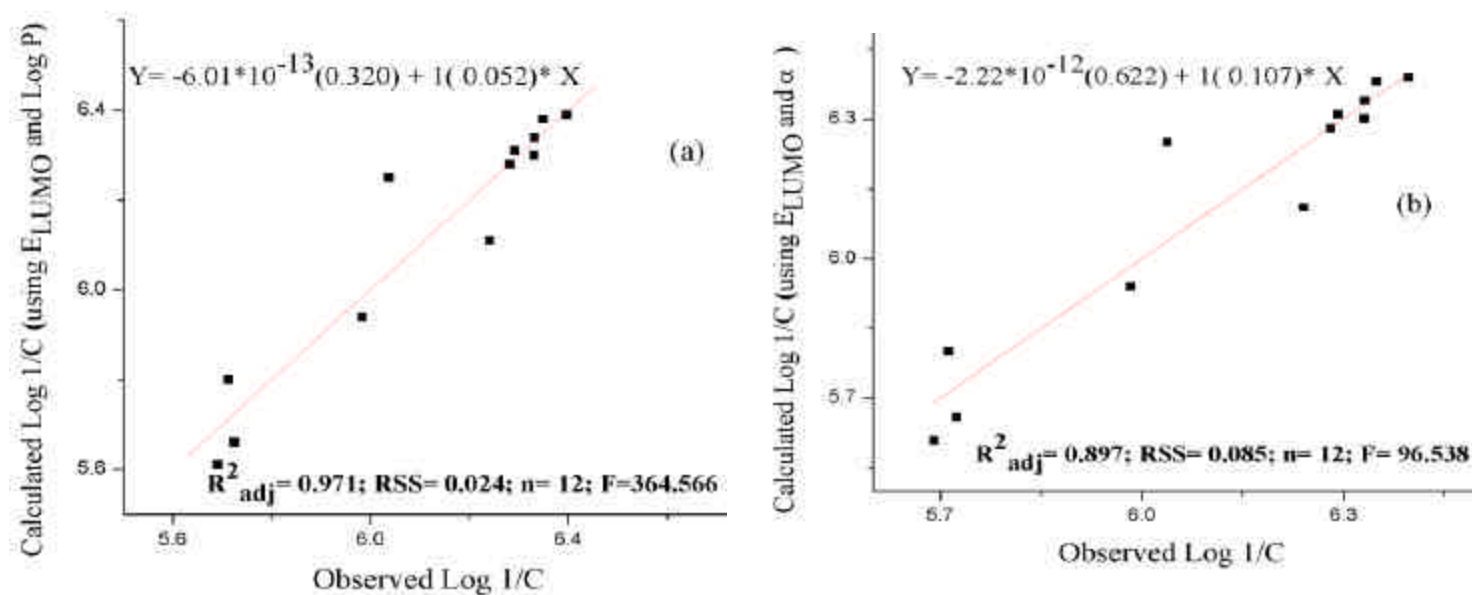 Calculated Log 1/C (using E_LUMO and Log P)
Y= -6.01*10^-13(0.320) + 1( 0.052)* X
6.4
6.0
5.6
(a)
R^2_adj= 0.971; RSS= 0.024; n= 12; F=364.566
5.6 6.0 6.4
Observed Log 1/C
Calculated Log 1/C (using E_LUMO and α )
Y= -2.22*10^-12(0.622) + 1( 0.107)* X
6.3
6.0
5.7
(b)
R^2_adj= 0.897; RSS= 0.085; n= 12; F= 96.538
5.7 6.0 6.3
Observed Log 1/C